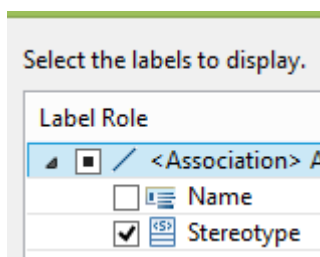 Select the labels to display.
Label Role
<Association> A
Name
<S>
Stereotype